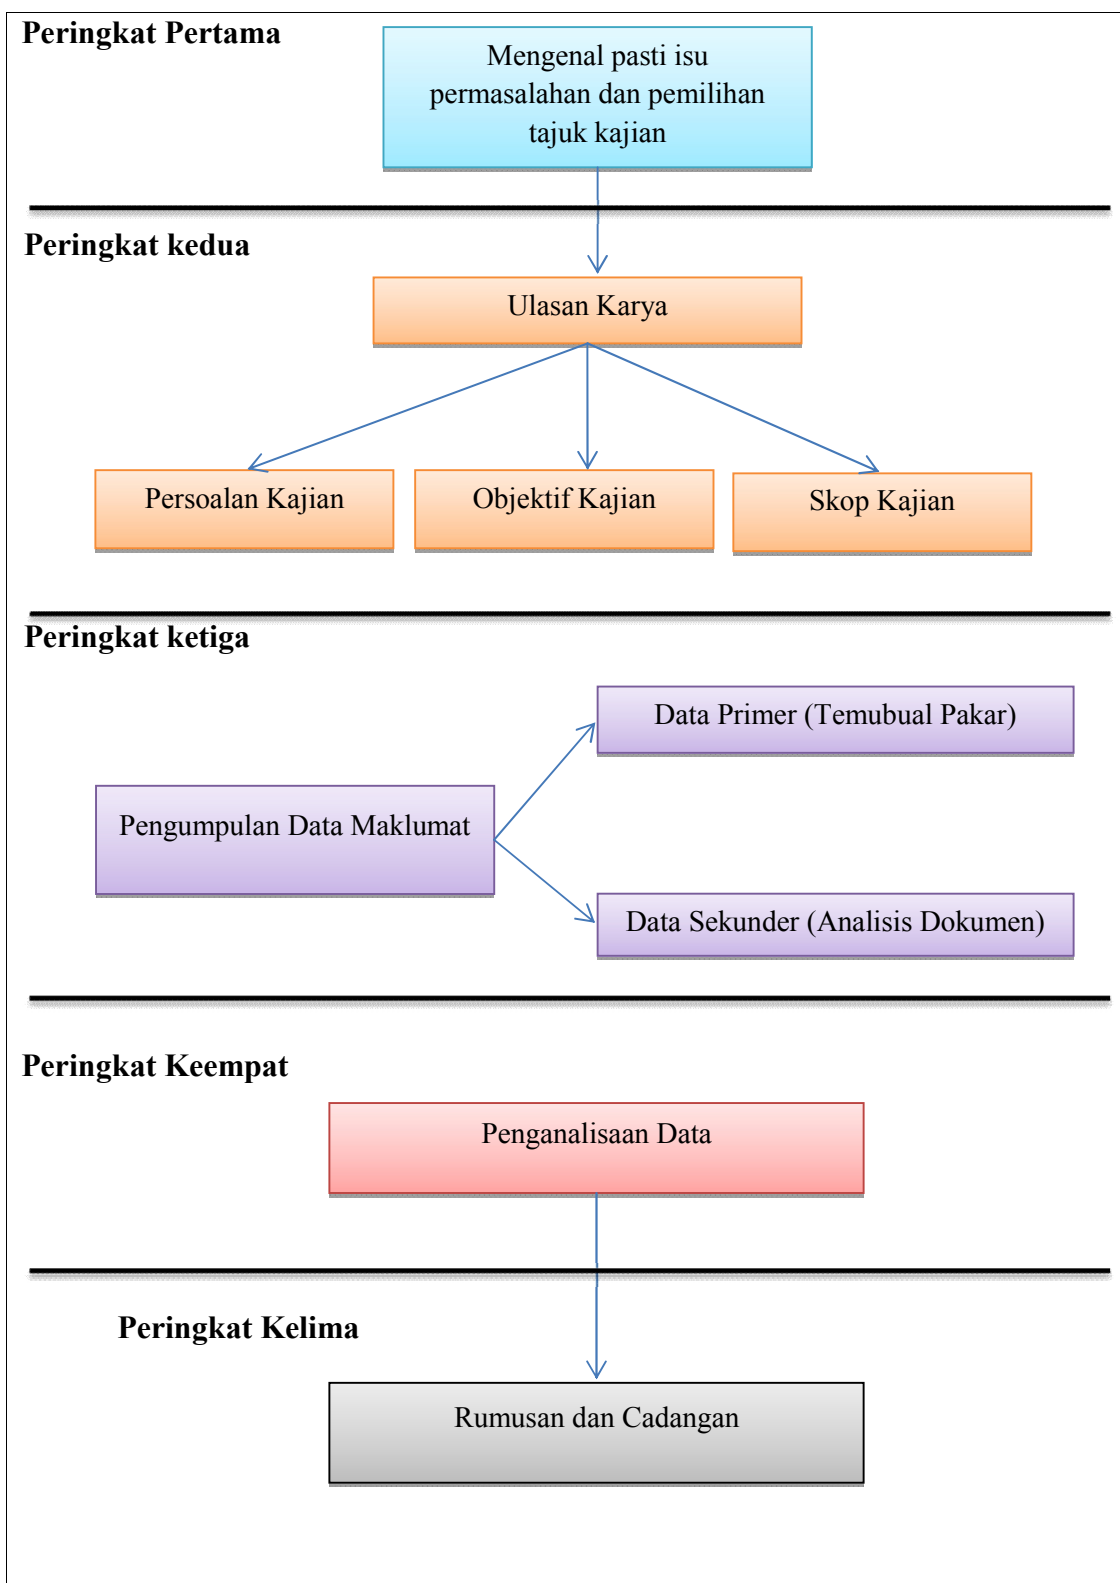 Peringkat Pertama
Mengenal pasti isu
permasalahan dan pemilihan
tajuk kajian
Peringkat kedua
Ulasan Karya
Persoalan Kajian
Objektif Kajian
Skop Kajian
Peringkat ketiga
Data Primer (Temubual Pakar)
Pengumpulan Data Maklumat
Data Sekunder (Analisis Dokumen)
Peringkat Keempat
Penganalisaan Data
Peringkat Kelima
Rumusan dan Cadangan